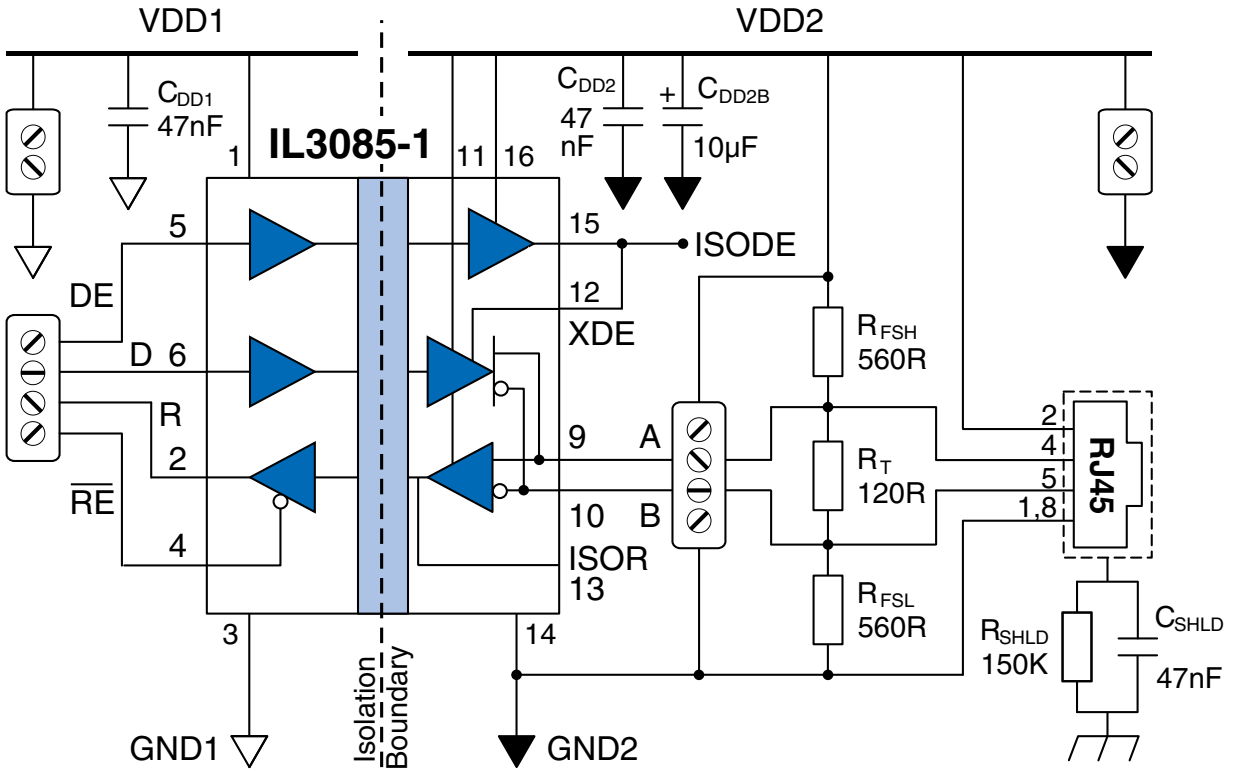 VDD1
VDD2
CDD1
47nF
CDD2
47
nF
+
CDD2B
10µF
IL3085-1
1
11
16
5
15
ISODE
DE
12
XDE
RFSH
560R
D
6
R
2
9
A
RT
120R
2
4
5
1,8
RJ45
RE
10
B
4
ISOR
13
RFSL
560R
3
14
RSHLD
150K
CSHLD
47nF
Isolation
Boundary
GND1
GND2